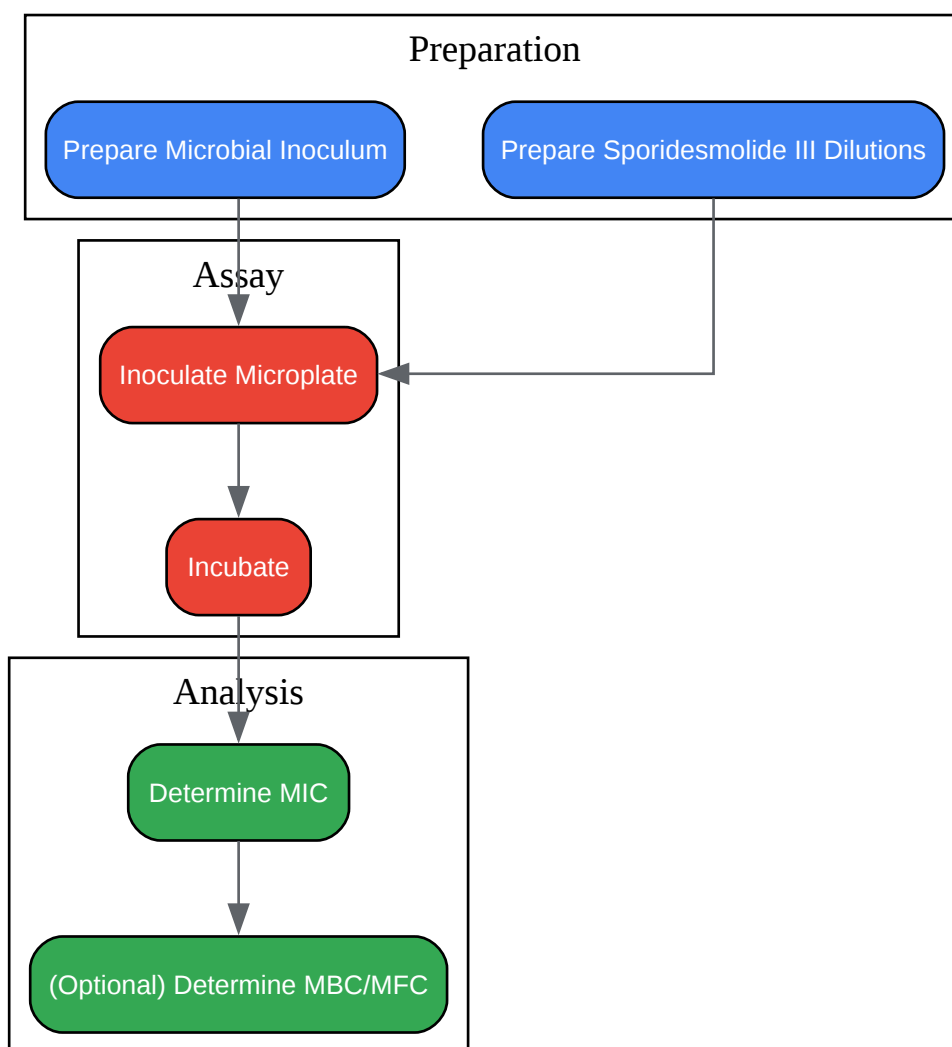 Preparation
Prepare Microbial Inoculum
Prepare Sporidesmolide III Dilutions
Assay
Inoculate Microplate
Incubate
Analysis
Determine MIC
(Optional) Determine MBC/MFC